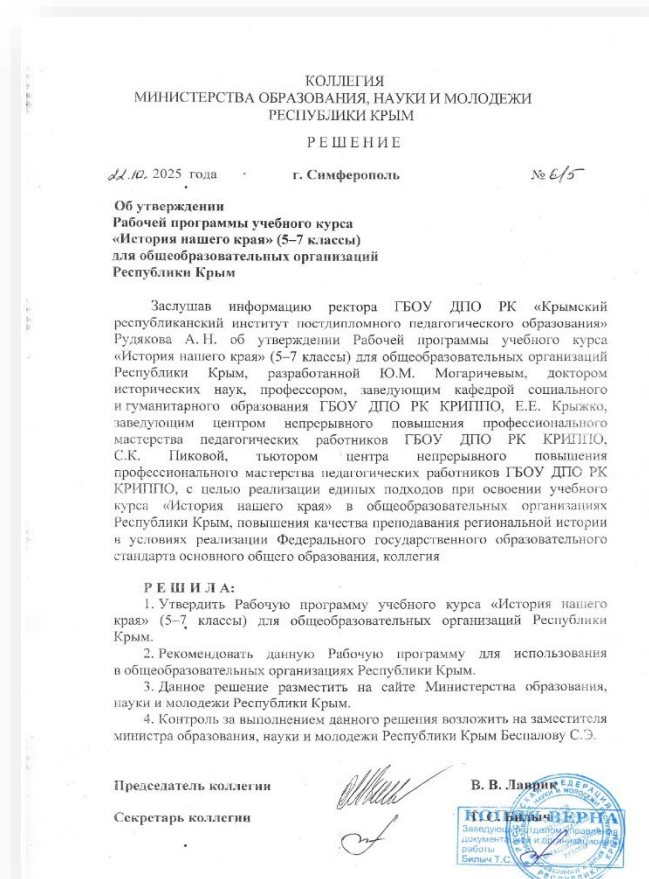 КОЛЛЕГИЯ
МИНИСТЕРСТВА ОБРАЗОВАНИЯ, НАУКИ И МОЛОДЕЖИ
РЕСПУБЛИКИ КРЫМ
РЕШЕНИЕ
22.10. 2025 года г. Симферополь № 6/5
Об утверждении
Рабочей программы учебного курса
«История нашего края» (5–7 классы)
для общеобразовательных организаций
Республики Крым
Заслушав информацию ректора ГБОУ ДПО РК «Крымский
республиканский институт постдипломного педагогического образования»
Рудякова А. Н. об утверждении Рабочей программы учебного курса
«История нашего края» (5–7 классы) для общеобразовательных организаций
Республики Крым, разработанной Ю.М. Могаричевым, доктором
исторических наук, профессором, заведующим кафедрой социального
и гуманитарного образования ГБОУ ДПО РК КРИППО, Е.Е. Крыжко,
заведующим центром непрерывного повышения профессионального
мастерства педагогических работников ГБОУ ДПО РК КРИППО,
С.К. Пиковой, тьютором центра непрерывного повышения
профессионального мастерства педагогических работников ГБОУ ДПО РК
КРИППО, с целью реализации единых подходов при освоении учебного
курса «История нашего края» в общеобразовательных организациях
Республики Крым, повышения качества преподавания региональной истории
в условиях реализации Федерального государственного образовательного
стандарта основного общего образования, коллегия
РЕШИЛА:
1. Утвердить Рабочую программу учебного курса «История нашего
края» (5–7 классы) для общеобразовательных организаций Республики
Крым.
2. Рекомендовать данную Рабочую программу для использования
в общеобразовательных организациях Республики Крым.
3. Данное решение разместить на сайте Министерства образования,
науки и молодежи Республики Крым.
4. Контроль за выполнением данного решения возложить на заместителя
министра образования, науки и молодежи Республики Крым Беспалову С.Э.
Председатель коллегии В. В. Лаврик
Секретарь коллегии Т.С. Билыч
КОПИЯ ВЕРНА
Заведующий отделом управления
документации и организационной
работы
Билыч Т.С.